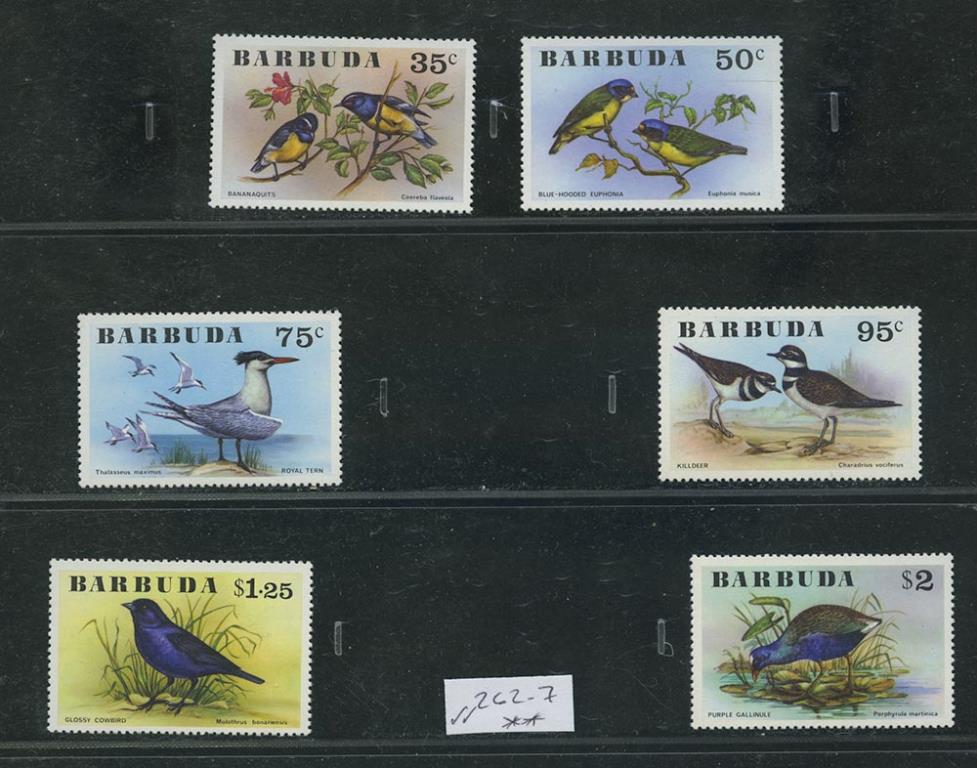 BARBUDA 35c
BANANAQUITS Coereba flaveola
BARBUDA 50c
BLUE-HOODED EUPHONIA Euphonia musica
BARBUDA 75c
Thalasseus maximus ROYAL TERN
BARBUDA 95c
KILLDEER Charadrius vociferus
BARBUDA $1·25
GLOSSY COWBIRD Molothrus bonariensis
BARBUDA $2
PURPLE GALLINULE Porphyrula martinica
262-7
**